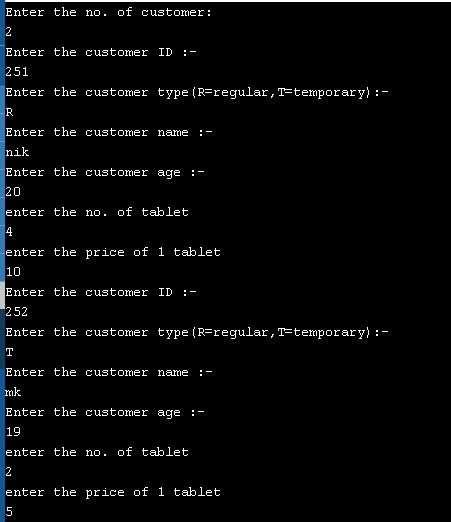 Enter the no. of customer:
2
Enter the customer ID :-
251
Enter the customer type(R=regular,T=temporary):-
R
Enter the customer name :-
nik
Enter the customer age :-
20
enter the no. of tablet
4
enter the price of 1 tablet
10
Enter the customer ID :-
252
Enter the customer type(R=regular,T=temporary):-
T
Enter the customer name :-
mk
Enter the customer age :-
19
enter the no. of tablet
2
enter the price of 1 tablet
5